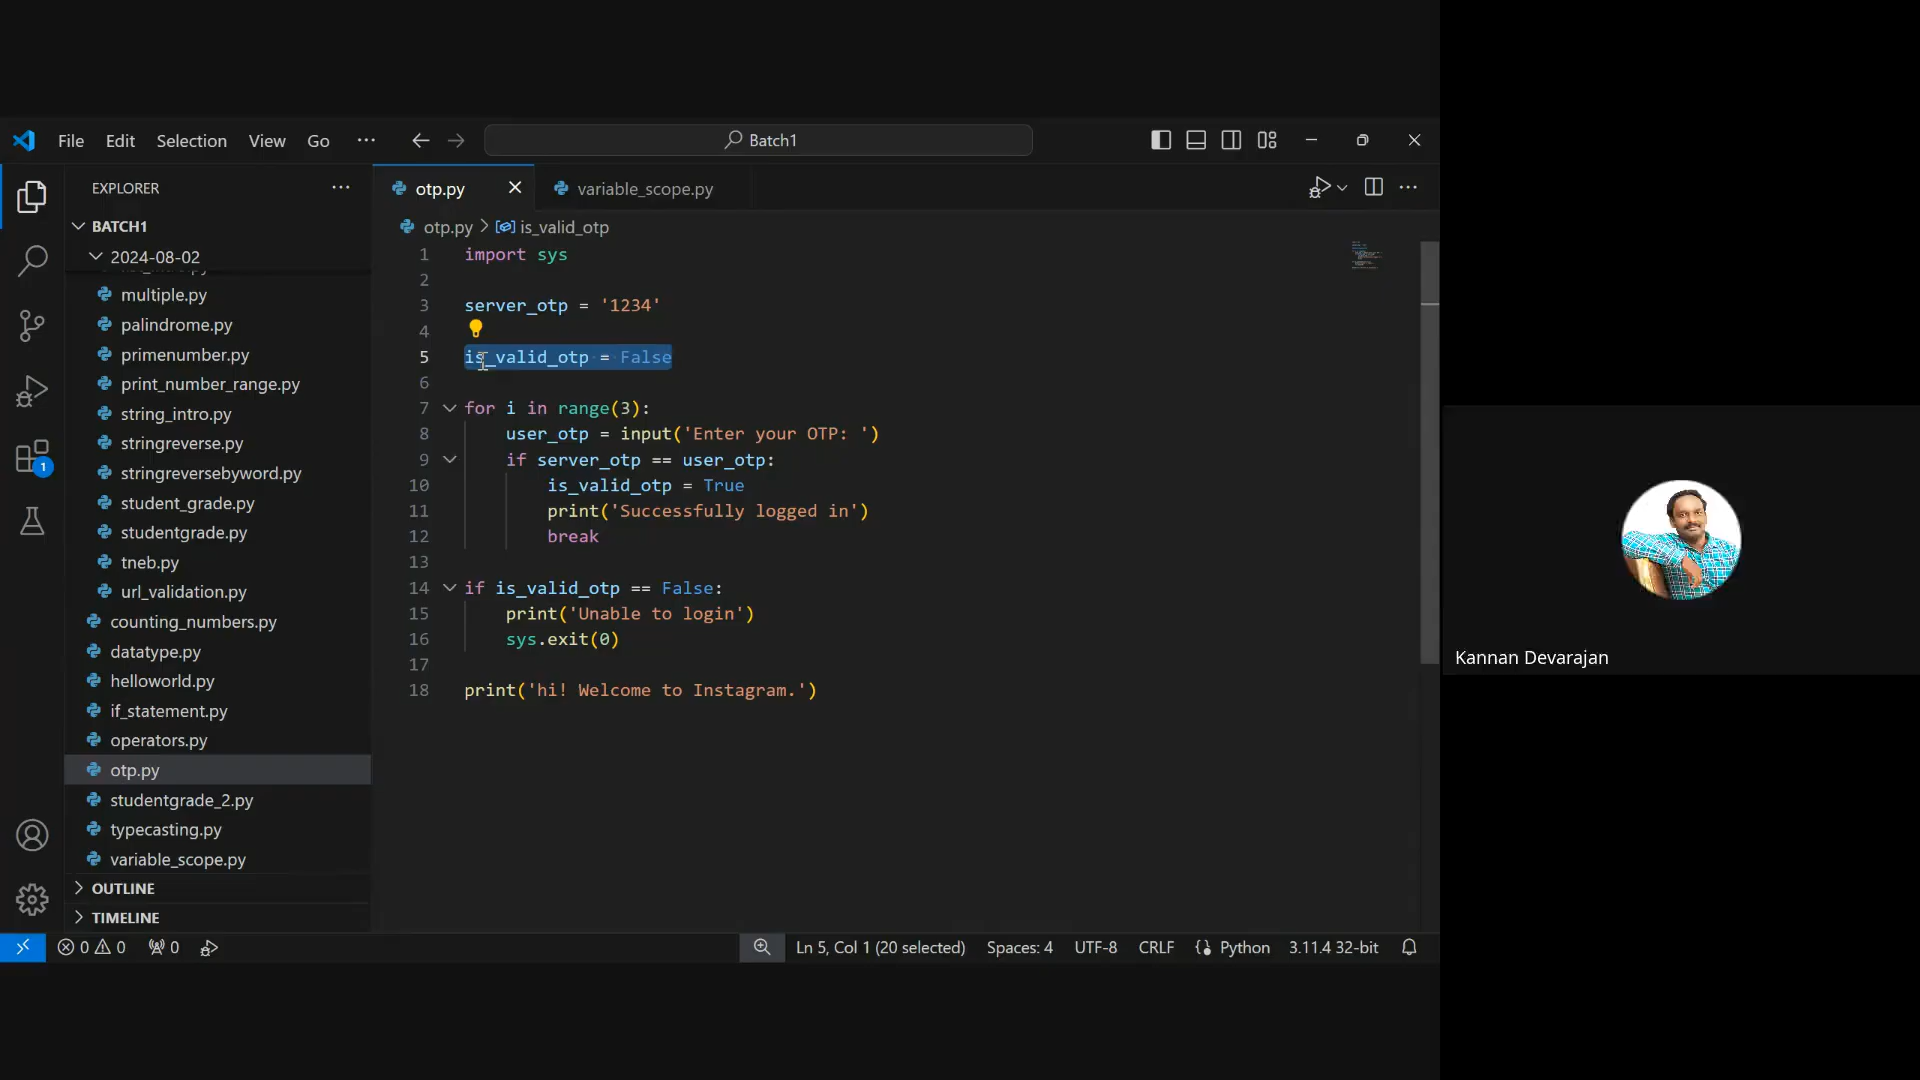 File Edit Selection View Go ··· Batch1
EXPLORER ···
BATCH1
2024-08-02
multiple.py
palindrome.py
primenumber.py
print_number_range.py
string_intro.py
stringreverse.py
stringreversebyword.py
student_grade.py
studentgrade.py
tneb.py
url_validation.py
counting_numbers.py
datatype.py
helloworld.py
if_statement.py
operators.py
otp.py
studentgrade_2.py
typecasting.py
variable_scope.py
OUTLINE
TIMELINE
1
otp.py variable_scope.py
otp.py > is_valid_otp
1 import sys
2
3 server_otp = '1234'
4
5 is_valid_otp = False
6
7 for i in range(3):
8 user_otp = input('Enter your OTP: ')
9 if server_otp == user_otp:
10 is_valid_otp = True
11 print('Successfully logged in')
12 break
13
14 if is_valid_otp == False:
15 print('Unable to login')
16 sys.exit(0)
17
18 print('hi! Welcome to Instagram.')
0 0 0 Ln 5, Col 1 (20 selected) Spaces: 4 UTF-8 CRLF Python 3.11.4 32-bit
Kannan Devarajan